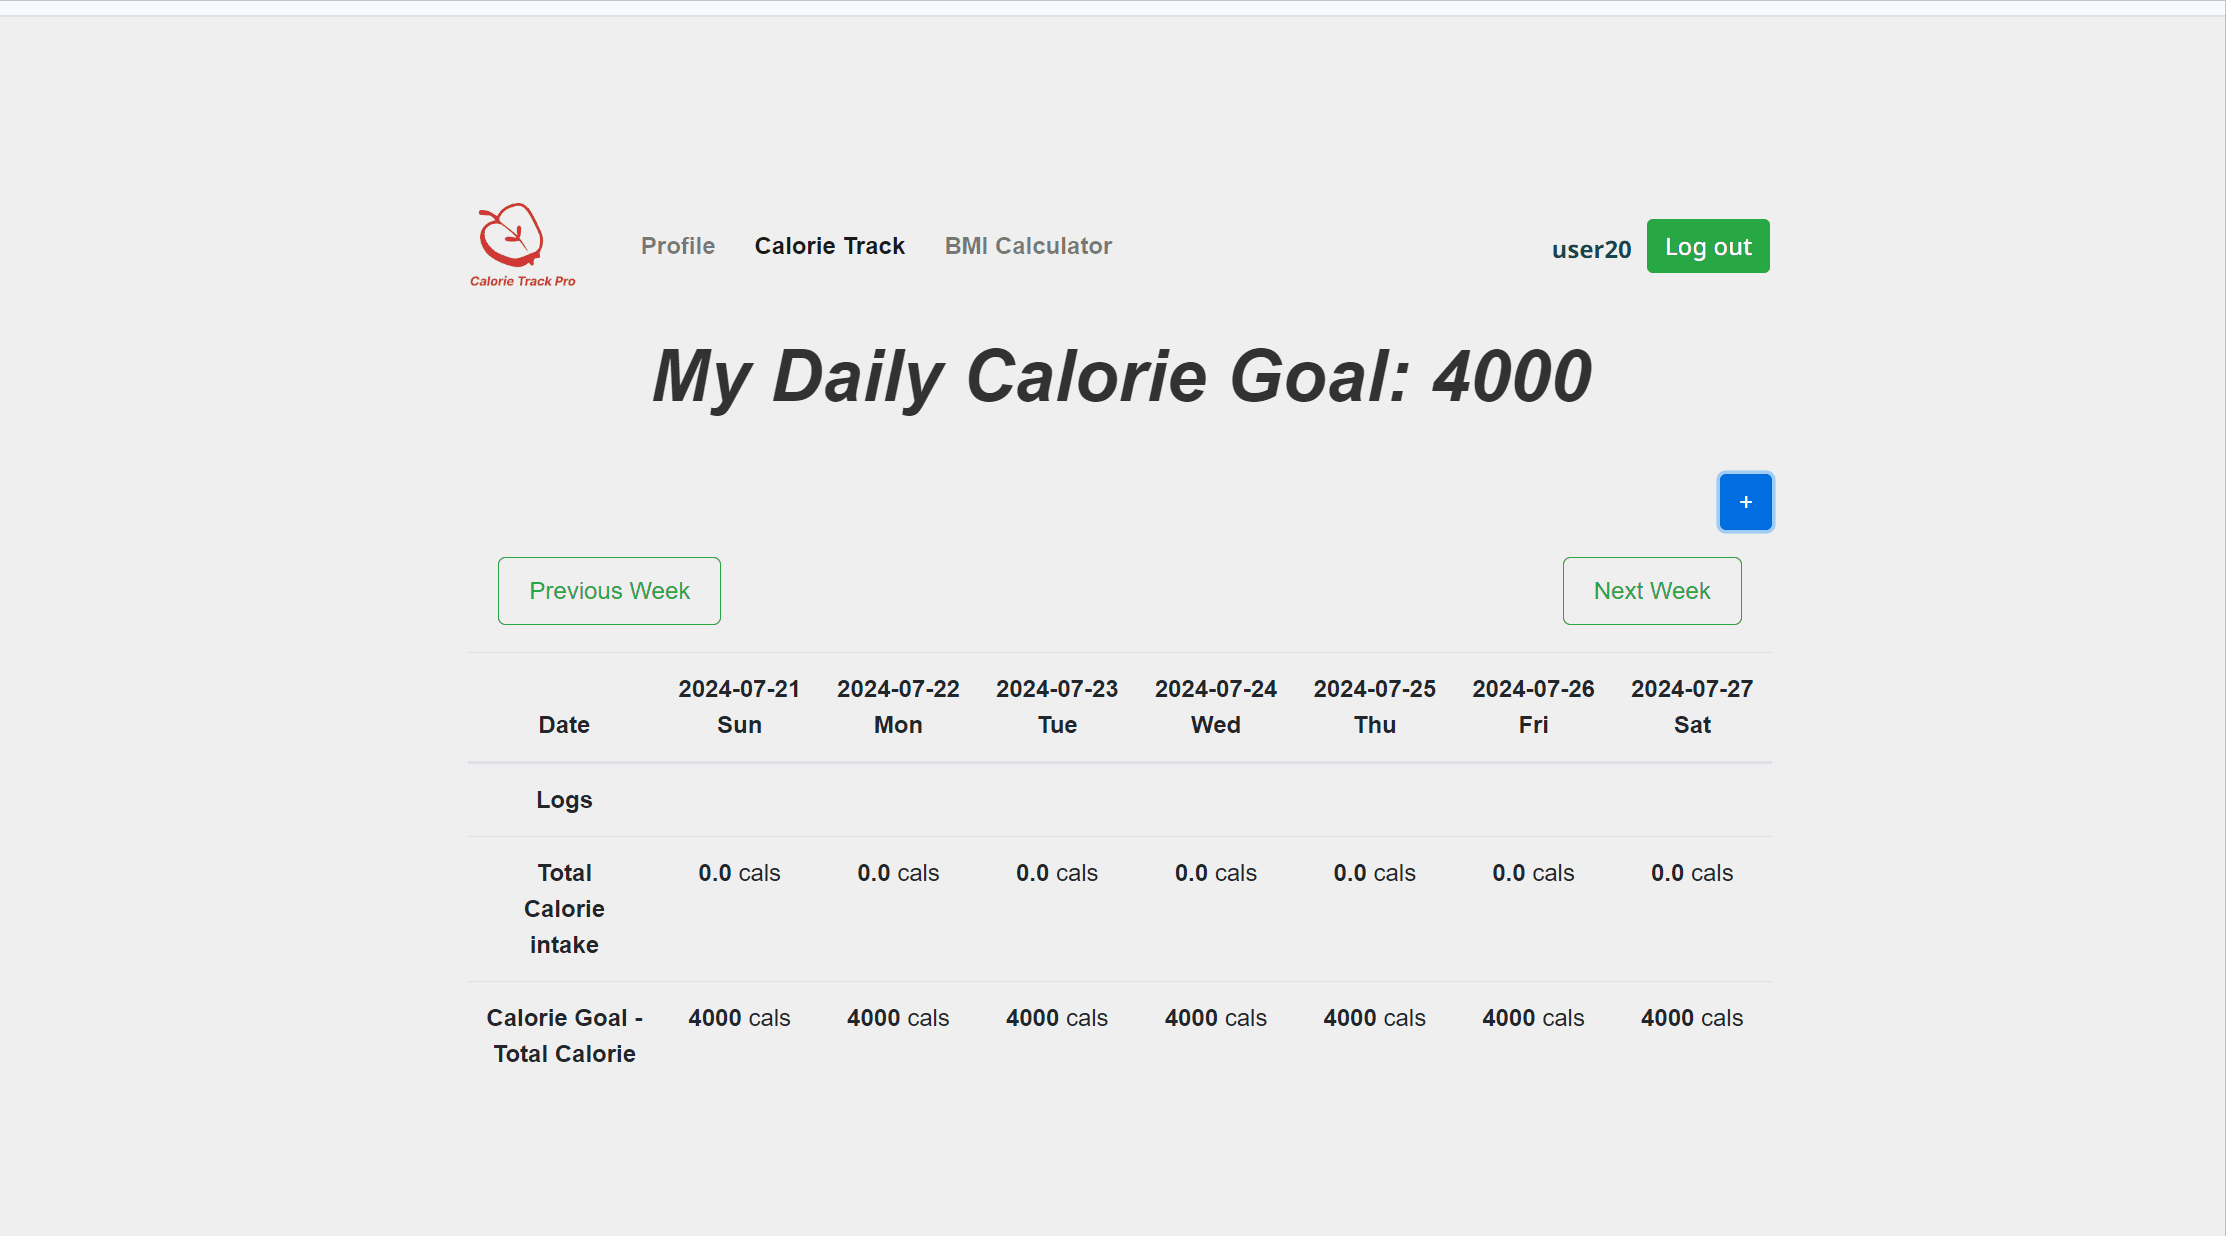 Calorie Track Pro
Profile Calorie Track BMI Calculator user20 Log out
My Daily Calorie Goal: 4000
+
Previous Week Next Week
2024-07-21 2024-07-22 2024-07-23 2024-07-24 2024-07-25 2024-07-26 2024-07-27
Date Sun Mon Tue Wed Thu Fri Sat
Logs
Total 0.0 cals 0.0 cals 0.0 cals 0.0 cals 0.0 cals 0.0 cals 0.0 cals
Calorie
intake
Calorie Goal - 4000 cals 4000 cals 4000 cals 4000 cals 4000 cals 4000 cals 4000 cals
Total Calorie